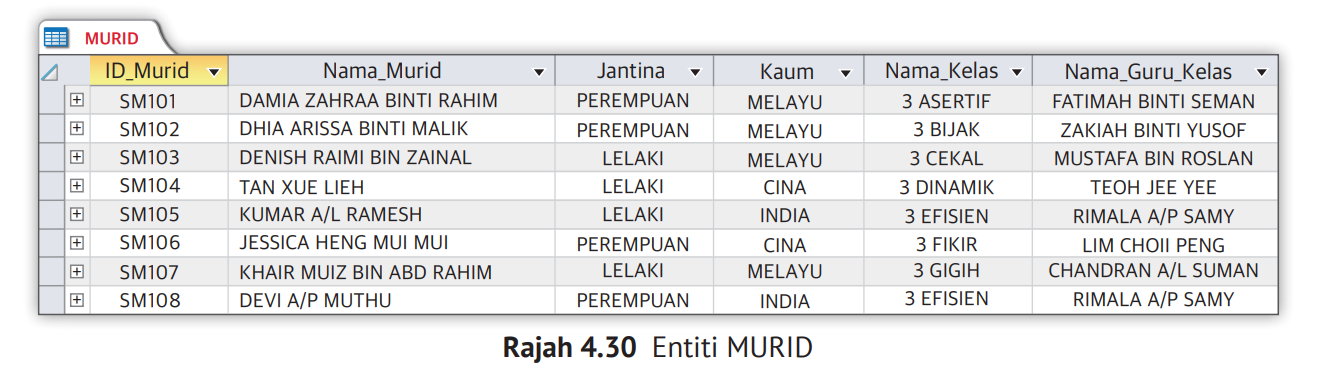 MURID
ID_Murid Nama_Murid Jantina Kaum Nama_Kelas Nama_Guru_Kelas
SM101 DAMIA ZAHRAA BINTI RAHIM PEREMPUAN MELAYU 3 ASERTIF FATIMAH BINTI SEMAN
SM102 DHIA ARISSA BINTI MALIK PEREMPUAN MELAYU 3 BIJAK ZAKIAH BINTI YUSOF
SM103 DENISH RAIMI BIN ZAINAL LELAKI MELAYU 3 CEKAL MUSTAFA BIN ROSLAN
SM104 TAN XUE LIEH LELAKI CINA 3 DINAMIK TEOH JEE YEE
SM105 KUMAR A/L RAMESH LELAKI INDIA 3 EFISIEN RIMALA A/P SAMY
SM106 JESSICA HENG MUI MUI PEREMPUAN CINA 3 FIKIR LIM CHOII PENG
SM107 KHAIR MUIZ BIN ABD RAHIM LELAKI MELAYU 3 GIGIH CHANDRAN A/L SUMAN
SM108 DEVI A/P MUTHU PEREMPUAN INDIA 3 EFISIEN RIMALA A/P SAMY
Rajah 4.30 Entiti MURID